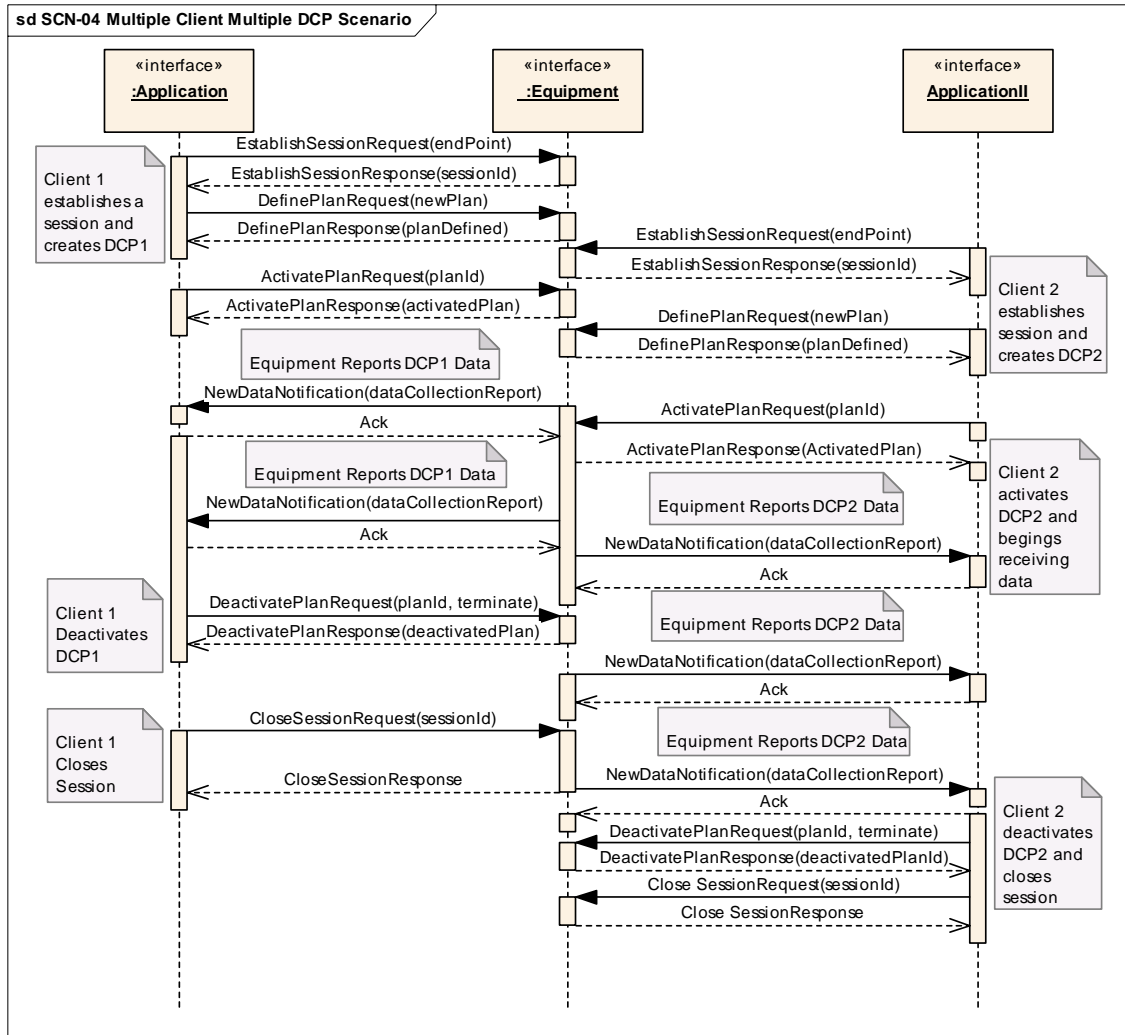 sd SCN-04 Multiple Client Multiple DCP Scenario
«interface»
:Application
«interface»
:Equipment
«interface»
ApplicationII
EstablishSessionRequest(endPoint)
Client 1
establishes a
session and
creates DCP1
EstablishSessionResponse(sessionId)
DefinePlanRequest(newPlan)
DefinePlanResponse(planDefined)
EstablishSessionRequest(endPoint)
EstablishSessionResponse(sessionId)
Client 2
establishes
session and
creates DCP2
ActivatePlanRequest(planId)
ActivatePlanResponse(activatedPlan)
DefinePlanRequest(newPlan)
DefinePlanResponse(planDefined)
Equipment Reports DCP1 Data
NewDataNotification(dataCollectionReport)
ActivatePlanRequest(planId)
Ack
ActivatePlanResponse(ActivatedPlan)
Client 2
activates
DCP2 and
begings
receiving
data
Equipment Reports DCP1 Data
NewDataNotification(dataCollectionReport)
Equipment Reports DCP2 Data
Ack
NewDataNotification(dataCollectionReport)
Ack
Client 1
Deactivates
DCP1
DeactivatePlanRequest(planId, terminate)
DeactivatePlanResponse(deactivatedPlan)
Equipment Reports DCP2 Data
NewDataNotification(dataCollectionReport)
Ack
Client 1
Closes
Session
CloseSessionRequest(sessionId)
Equipment Reports DCP2 Data
CloseSessionResponse
NewDataNotification(dataCollectionReport)
Ack
Client 2
deactivates
DCP2 and
closes
session
DeactivatePlanRequest(planId, terminate)
DeactivatePlanResponse(deactivatedPlanId)
Close SessionRequest(sessionId)
Close SessionResponse